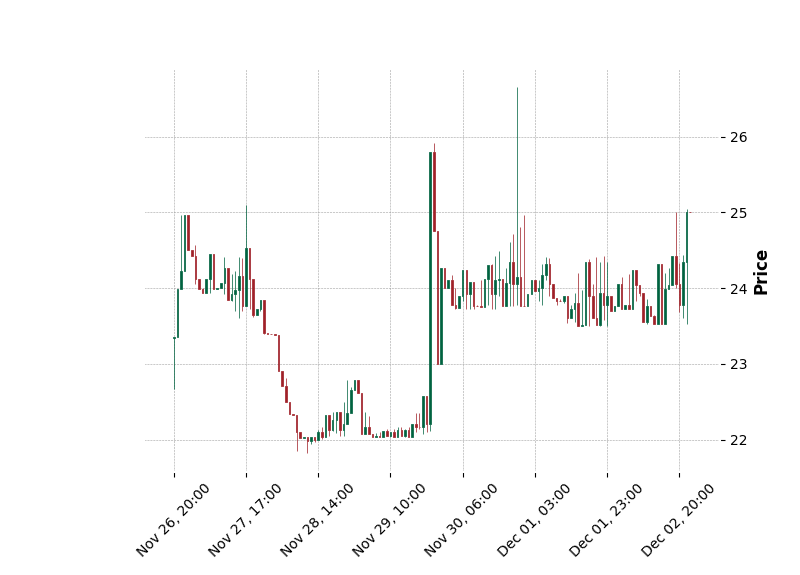 26
25
24
23
22
Price
Nov 26, 20:00
Nov 27, 17:00
Nov 28, 14:00
Nov 29, 10:00
Nov 30, 06:00
Dec 01, 03:00
Dec 01, 23:00
Dec 02, 20:00